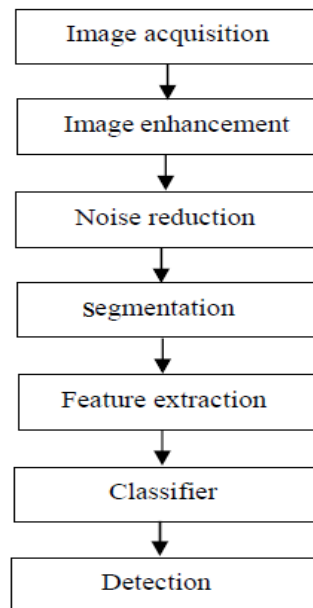 Image acquisition
Image enhancement
Noise reduction
Segmentation
Feature extraction
Classifier
Detection